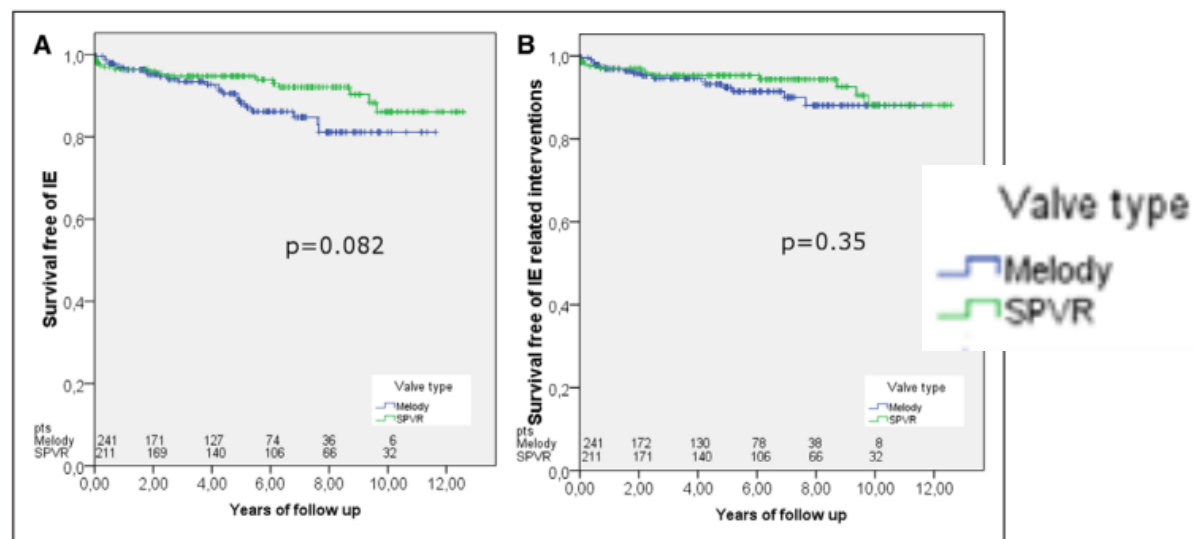 A
Survival free of IE
1,0
0,8
0,6
0,4
0,2
0,0
p=0.082
Valve type
Melody
SPVR
pts
Melody 241 171 127 74 36 6
SPVR 211 169 140 106 66 32
0,00 2,00 4,00 6,00 8,00 10,00 12,00
Years of follow up
B
Survival free of IE related interventions
1,0
0,8
0,6
0,4
0,2
0,0
p=0.35
Valve type
Melody
SPVR
pts
Melody 241 172 130 78 38 8
SPVR 211 171 140 106 66 32
0,00 2,00 4,00 6,00 8,00 10,00 12,00
Years of follow up
Valve type
Melody
SPVR